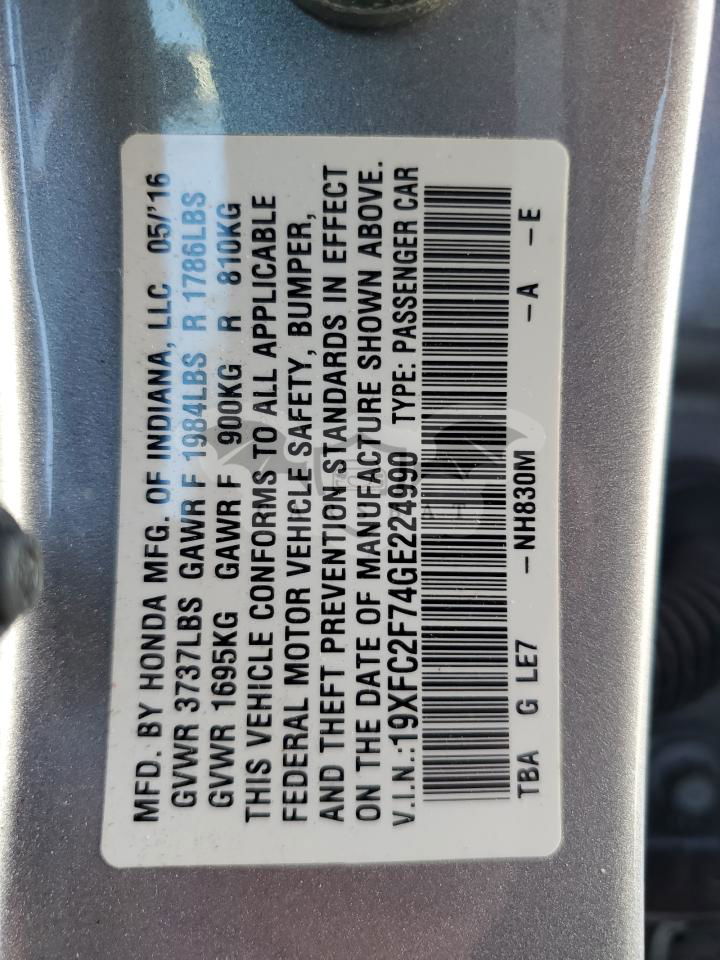 MFD. BY HONDA MFG. OF INDIANA, LLC 05/'16
GVWR 3737LBS GAWR F 1984LBS R 1786LBS
GVWR 1695KG GAWR F 900KG R 810KG
THIS VEHICLE CONFORMS TO ALL APPLICABLE
FEDERAL MOTOR VEHICLE SAFETY, BUMPER,
AND THEFT PREVENTION STANDARDS IN EFFECT
ON THE DATE OF MANUFACTURE SHOWN ABOVE.
V.I.N.:19XFC2F74GE224990 TYPE: PASSENGER CAR
TBA G LE7 -NH830M -A -E